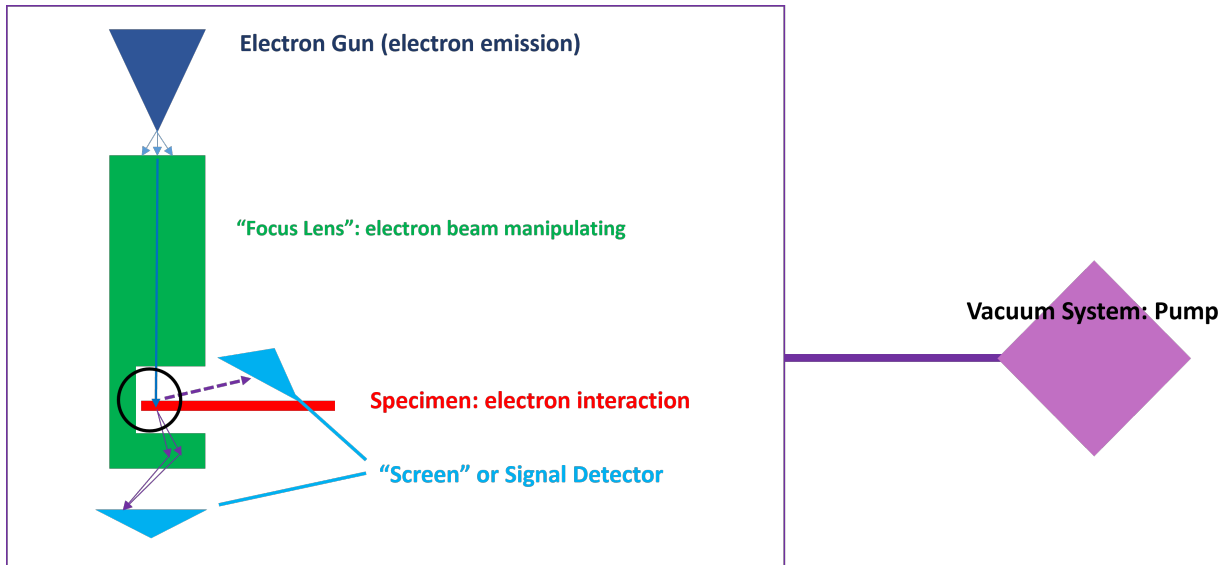 Electron Gun (electron emission)
“Focus Lens”: electron beam manipulating
Vacuum System: Pump
Specimen: electron interaction
“Screen” or Signal Detector